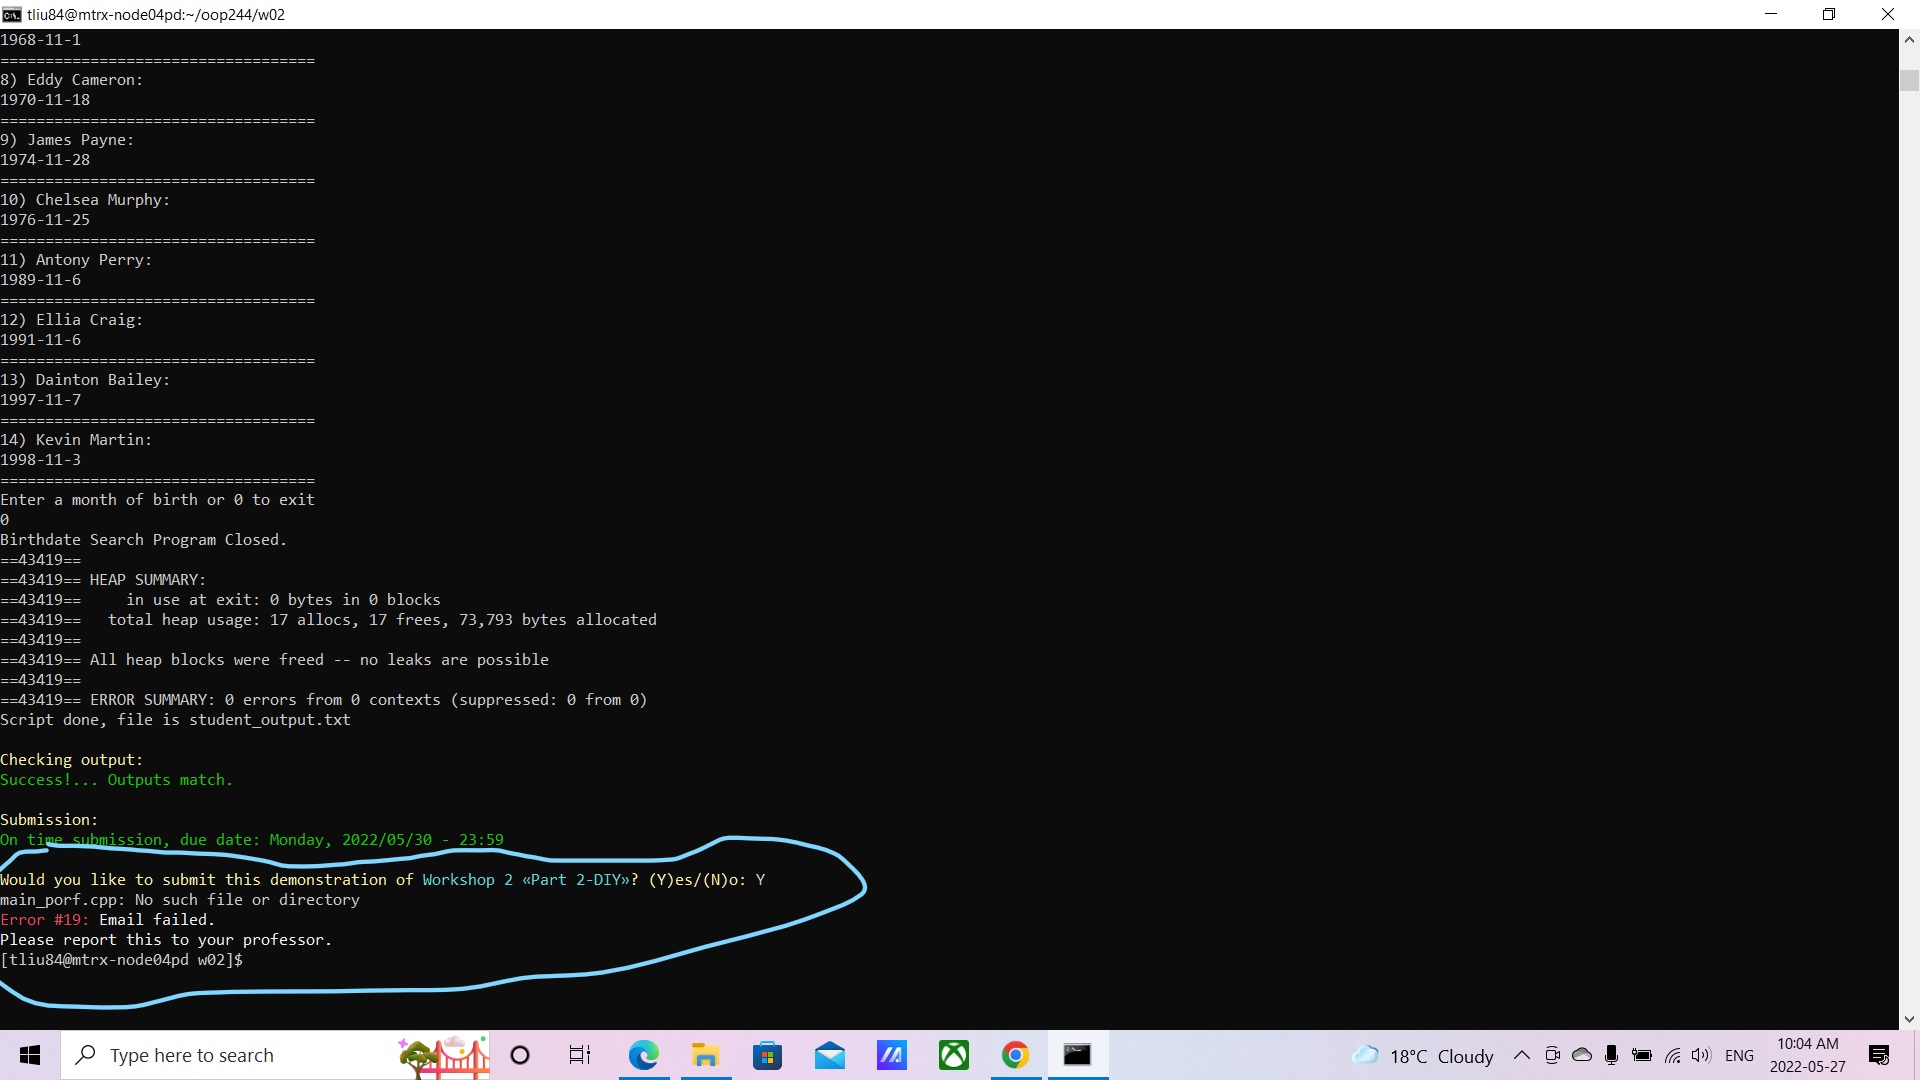 tliu84@mtrx-node04pd:~/oop244/w02
1968-11-1
===================================
8) Eddy Cameron:
1970-11-18
===================================
9) James Payne:
1974-11-28
===================================
10) Chelsea Murphy:
1976-11-25
===================================
11) Antony Perry:
1989-11-6
===================================
12) Ellia Craig:
1991-11-6
===================================
13) Dainton Bailey:
1997-11-7
===================================
14) Kevin Martin:
1998-11-3
===================================
Enter a month of birth or 0 to exit
0
Birthdate Search Program Closed.
==43419==
==43419== HEAP SUMMARY:
==43419==     in use at exit: 0 bytes in 0 blocks
==43419==   total heap usage: 17 allocs, 17 frees, 73,793 bytes allocated
==43419==
==43419== All heap blocks were freed -- no leaks are possible
==43419==
==43419== ERROR SUMMARY: 0 errors from 0 contexts (suppressed: 0 from 0)
Script done, file is student_output.txt
Checking output:
Success!... Outputs match.
Submission:
On time submission, due date: Monday, 2022/05/30 - 23:59
Would you like to submit this demonstration of Workshop 2 «Part 2-DIY»? (Y)es/(N)o: Y
main_porf.cpp: No such file or directory
Error #19: Email failed.
Please report this to your professor.
[tliu84@mtrx-node04pd w02]$
Type here to search
18°C Cloudy
ENG
10:04 AM
2022-05-27